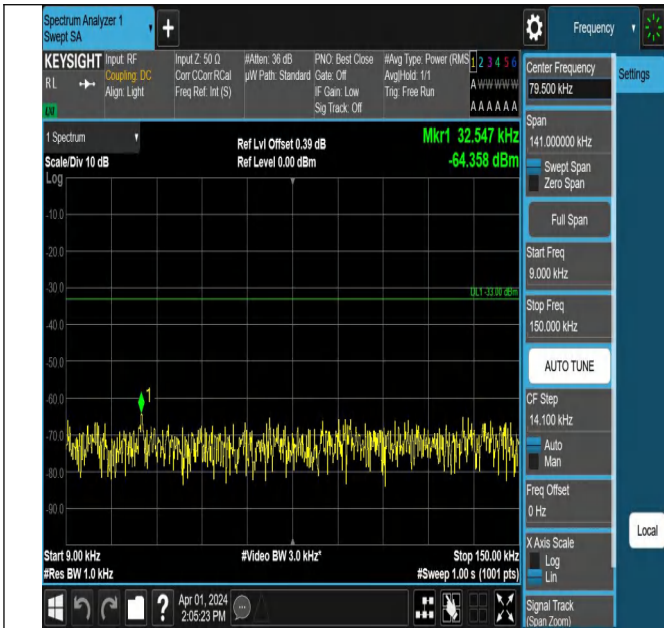 Spectrum Analyzer 1
Swept SA
Frequency
KEYSIGHT
RL
LXI
Input: RF
Coupling: DC
Align: Light
Input Z: 50 Ω
Corr CCorr RCal
Freq Ref: Int (S)
#Atten: 36 dB
µW Path: Standard
PNO: Best Close
Gate: Off
IF Gain: Low
Sig Track: Off
#Avg Type: Power (RMS
Avg|Hold: 1/1
Trig: Free Run
1 2 3 4 5 6
A W W W W W
A A A A A A
1 Spectrum
Scale/Div 10 dB
Log
Ref Lvl Offset 0.39 dB
Ref Level 0.00 dBm
Mkr1 32.547 kHz
-64.358 dBm
-10.0
-20.0
-30.0
DL1 -33.00 dBm
-40.0
-50.0
-60.0
1
-70.0
-80.0
-90.0
Start 9.00 kHz
#Res BW 1.0 kHz
#Video BW 3.0 kHz*
Stop 150.00 kHz
#Sweep 1.00 s (1001 pts)
Apr 01, 2024
2:05:23 PM
Center Frequency
79.500 kHz
Settings
Span
141.000000 kHz
Swept Span
Zero Span
Full Span
Start Freq
9.000 kHz
Stop Freq
150.000 kHz
AUTO TUNE
CF Step
14.100 kHz
Auto
Man
Freq Offset
0 Hz
X Axis Scale
Log
Lin
Local
Signal Track
(Span Zoom)